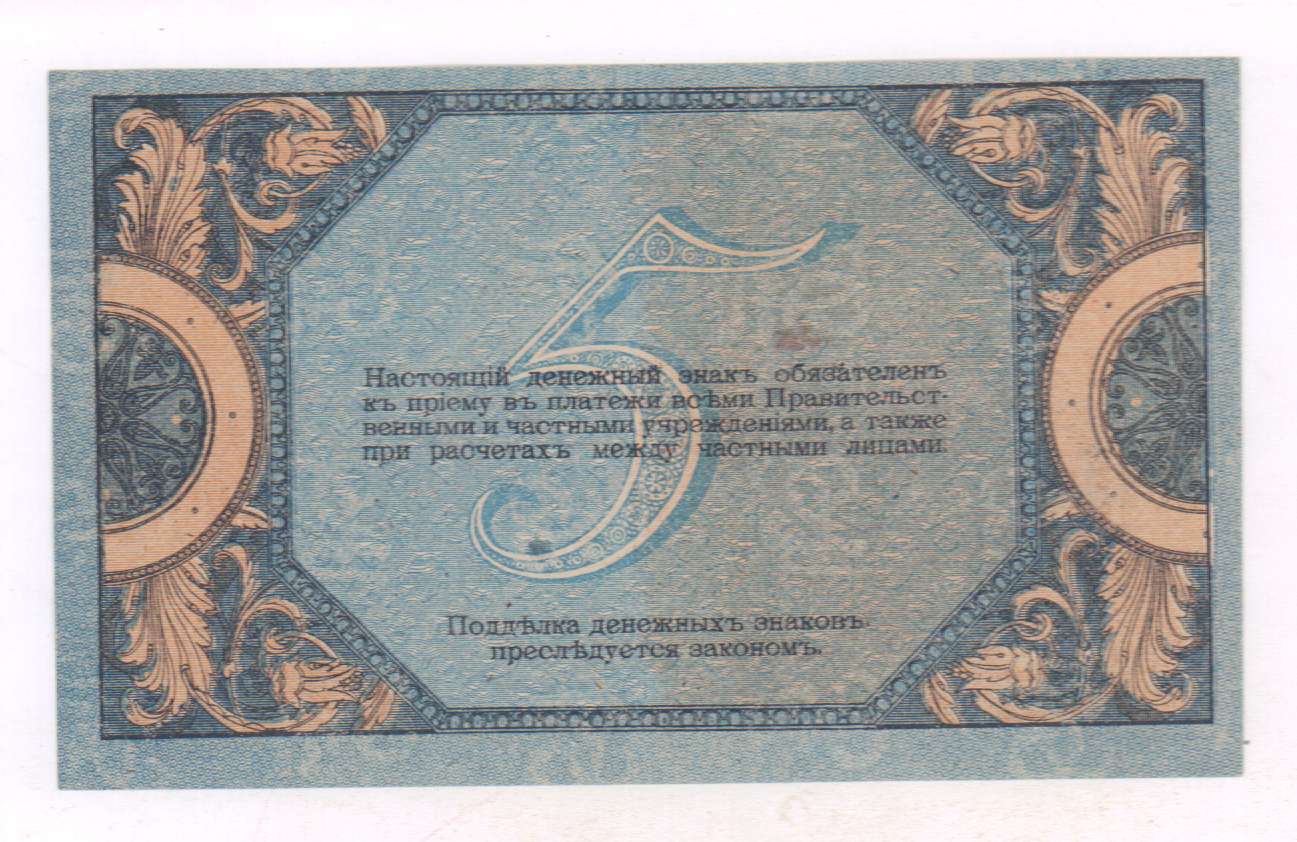 5
Настоящій денежный знакъ обязателенъ
къ пріему въ платежи всѣми Правительст-
венными и частными учрежденіями, а также
при расчетахъ между частными лицами.
Поддѣлка денежныхъ знаковъ
преслѣдуется закономъ.